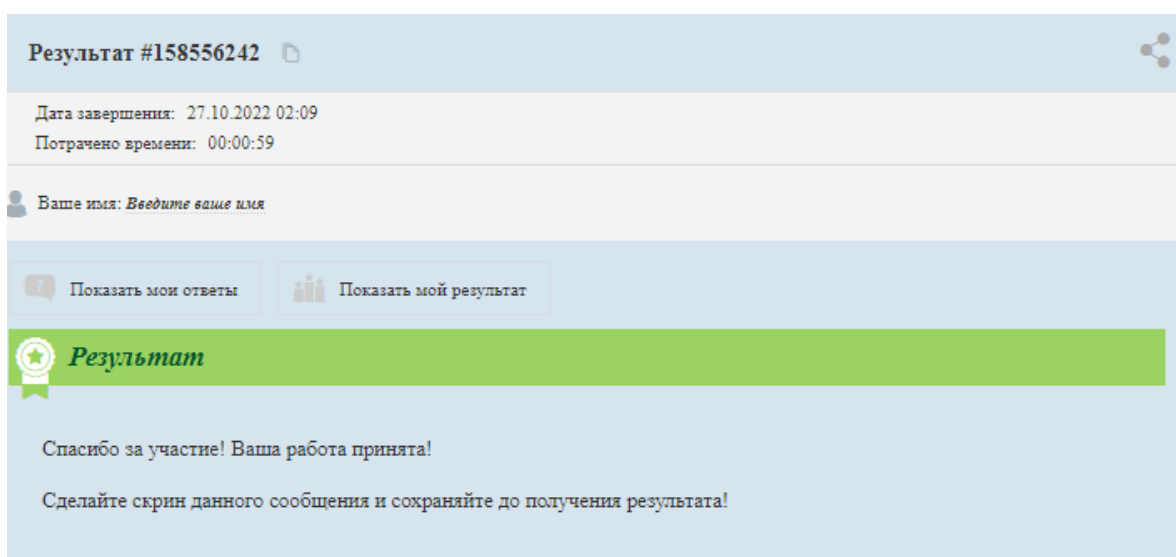 Результат #158556242
Дата завершения: 27.10.2022 02:09
Потрачено времени: 00:00:59
Ваше имя: Введите ваше имя
Показать мои ответы Показать мой результат
Результат
Спасибо за участие! Ваша работа принята!
Сделайте скрин данного сообщения и сохраняйте до получения результата!